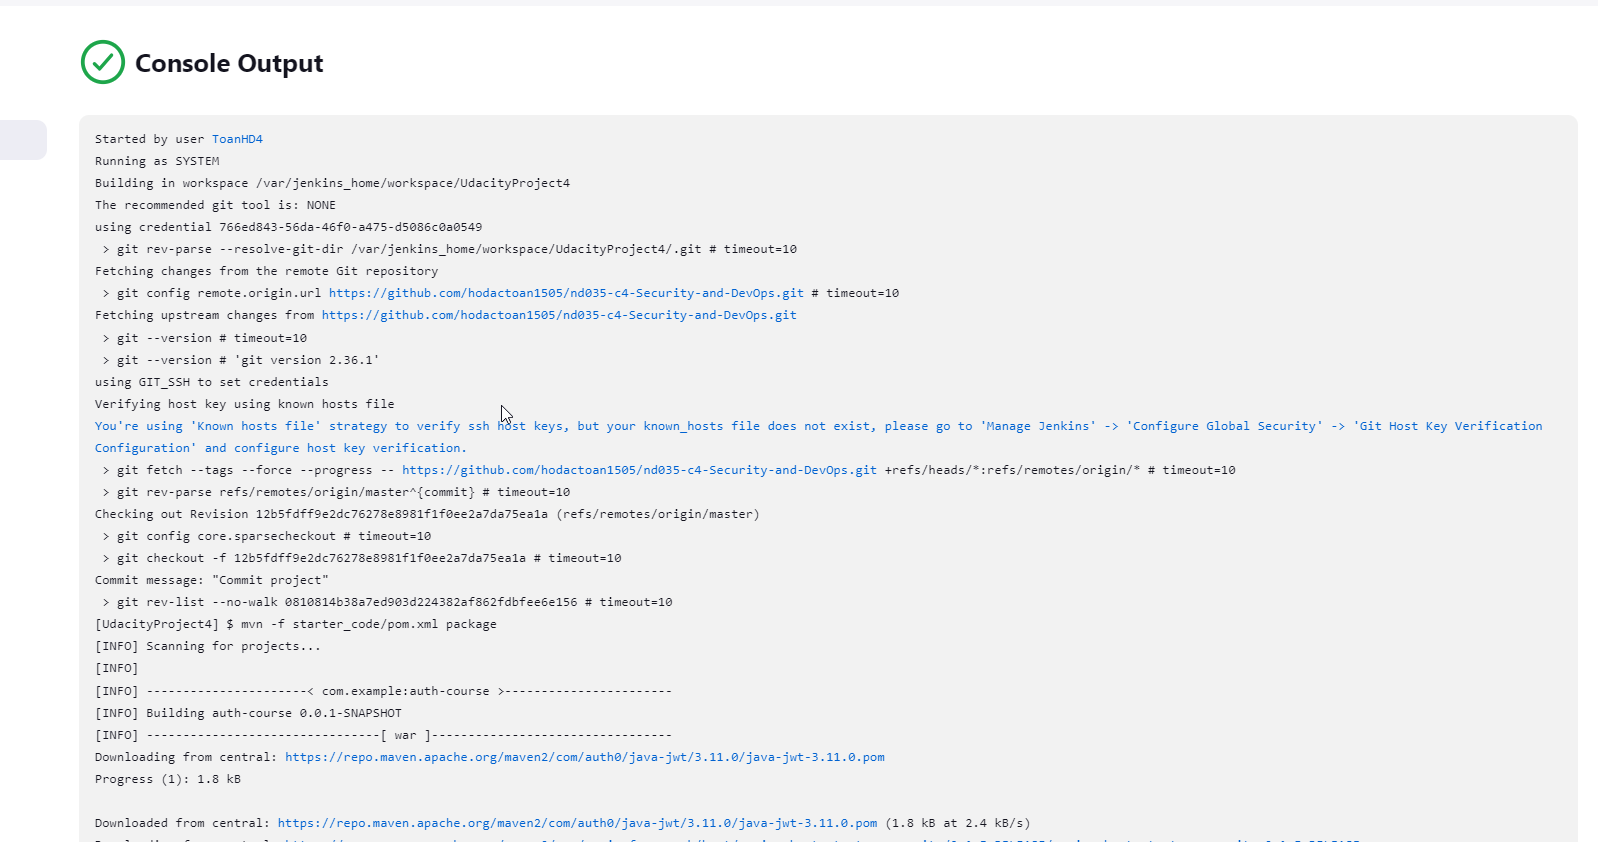 Console Output
Started by user ToanHD4
Running as SYSTEM
Building in workspace /var/jenkins_home/workspace/UdacityProject4
The recommended git tool is: NONE
using credential 766ed843-56da-46f0-a475-d5086c0a0549
 > git rev-parse --resolve-git-dir /var/jenkins_home/workspace/UdacityProject4/.git # timeout=10
Fetching changes from the remote Git repository
 > git config remote.origin.url https://github.com/hodactoan1505/nd035-c4-Security-and-DevOps.git # timeout=10
Fetching upstream changes from https://github.com/hodactoan1505/nd035-c4-Security-and-DevOps.git
 > git --version # timeout=10
 > git --version # 'git version 2.36.1'
using GIT_SSH to set credentials
Verifying host key using known hosts file
You're using 'Known hosts file' strategy to verify ssh host keys, but your known_hosts file does not exist, please go to 'Manage Jenkins' -> 'Configure Global Security' -> 'Git Host Key Verification
Configuration' and configure host key verification.
 > git fetch --tags --force --progress -- https://github.com/hodactoan1505/nd035-c4-Security-and-DevOps.git +refs/heads/*:refs/remotes/origin/* # timeout=10
 > git rev-parse refs/remotes/origin/master^{commit} # timeout=10
Checking out Revision 12b5fdff9e2dc76278e8981f1f0ee2a7da75ea1a (refs/remotes/origin/master)
 > git config core.sparsecheckout # timeout=10
 > git checkout -f 12b5fdff9e2dc76278e8981f1f0ee2a7da75ea1a # timeout=10
Commit message: "Commit project"
 > git rev-list --no-walk 0810814b38a7ed903d224382af862fdbfee6e156 # timeout=10
[UdacityProject4] $ mvn -f starter_code/pom.xml package
[INFO] Scanning for projects...
[INFO]
[INFO] ----------------------< com.example:auth-course >-----------------------
[INFO] Building auth-course 0.0.1-SNAPSHOT
[INFO] --------------------------------[ war ]---------------------------------
Downloading from central: https://repo.maven.apache.org/maven2/com/auth0/java-jwt/3.11.0/java-jwt-3.11.0.pom
Progress (1): 1.8 kB
Downloaded from central: https://repo.maven.apache.org/maven2/com/auth0/java-jwt/3.11.0/java-jwt-3.11.0.pom (1.8 kB at 2.4 kB/s)